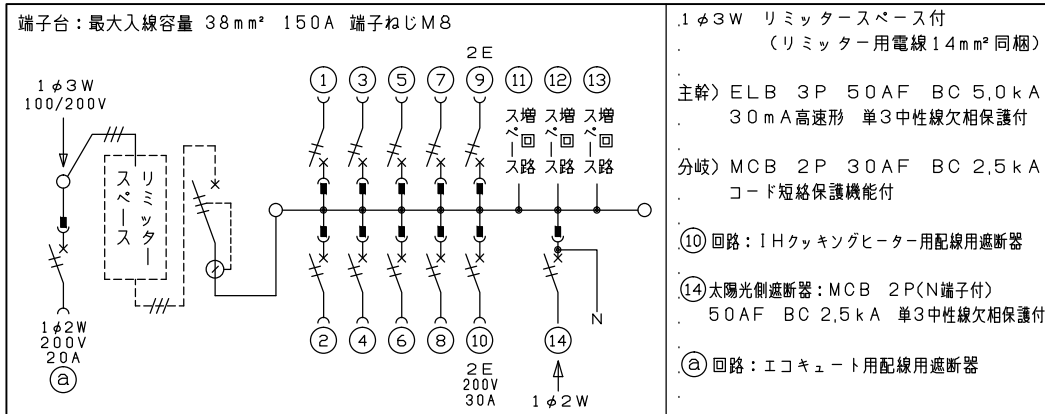 端子台：最大入線容量 38mm² 150A 端子ねじM8
1φ3W
100/200V
リミッター
スペース
1φ2W
200V
20A
ⓐ
2E
① ③ ⑤ ⑦ ⑨ ⑪ ⑫ ⑬
増回路
スペース
増回路
スペース
増回路
スペース
N
② ④ ⑥ ⑧ ⑩ ⑭
2E
200V
30A
1φ2W
1φ3W リミッタースペース付
（リミッター用電線14mm²同梱）
主幹）ELB 3P 50AF BC 5,0kA
30mA高速形 単3中性線欠相保護付
分岐）MCB 2P 30AF BC 2,5kA
コード短絡保護機能付
⑩回路：IHクッキングヒーター用配線用遮断器
⑭太陽光側遮断器：MCB 2P(N端子付)
50AF BC 2,5kA 単3中性線欠相保護付
ⓐ回路：エコキュート用配線用遮断器